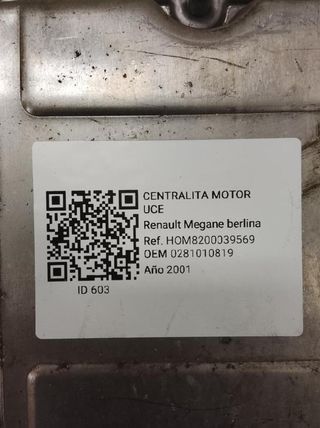 CENTRALITA MOTOR
UCE
Renault Megane berlina
Ref. HOM8200039569
OEM 0281010819
Año 2001
ID 603